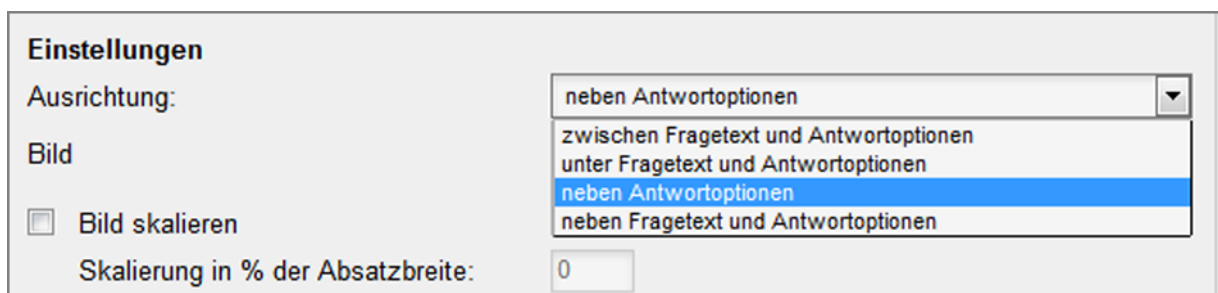 Einstellungen
Ausrichtung: neben Antwortoptionen
zwischen Fragetext und Antwortoptionen
Bild
unter Fragetext und Antwortoptionen
neben Antwortoptionen
neben Fragetext und Antwortoptionen
Bild skalieren
Skalierung in % der Absatzbreite: 0